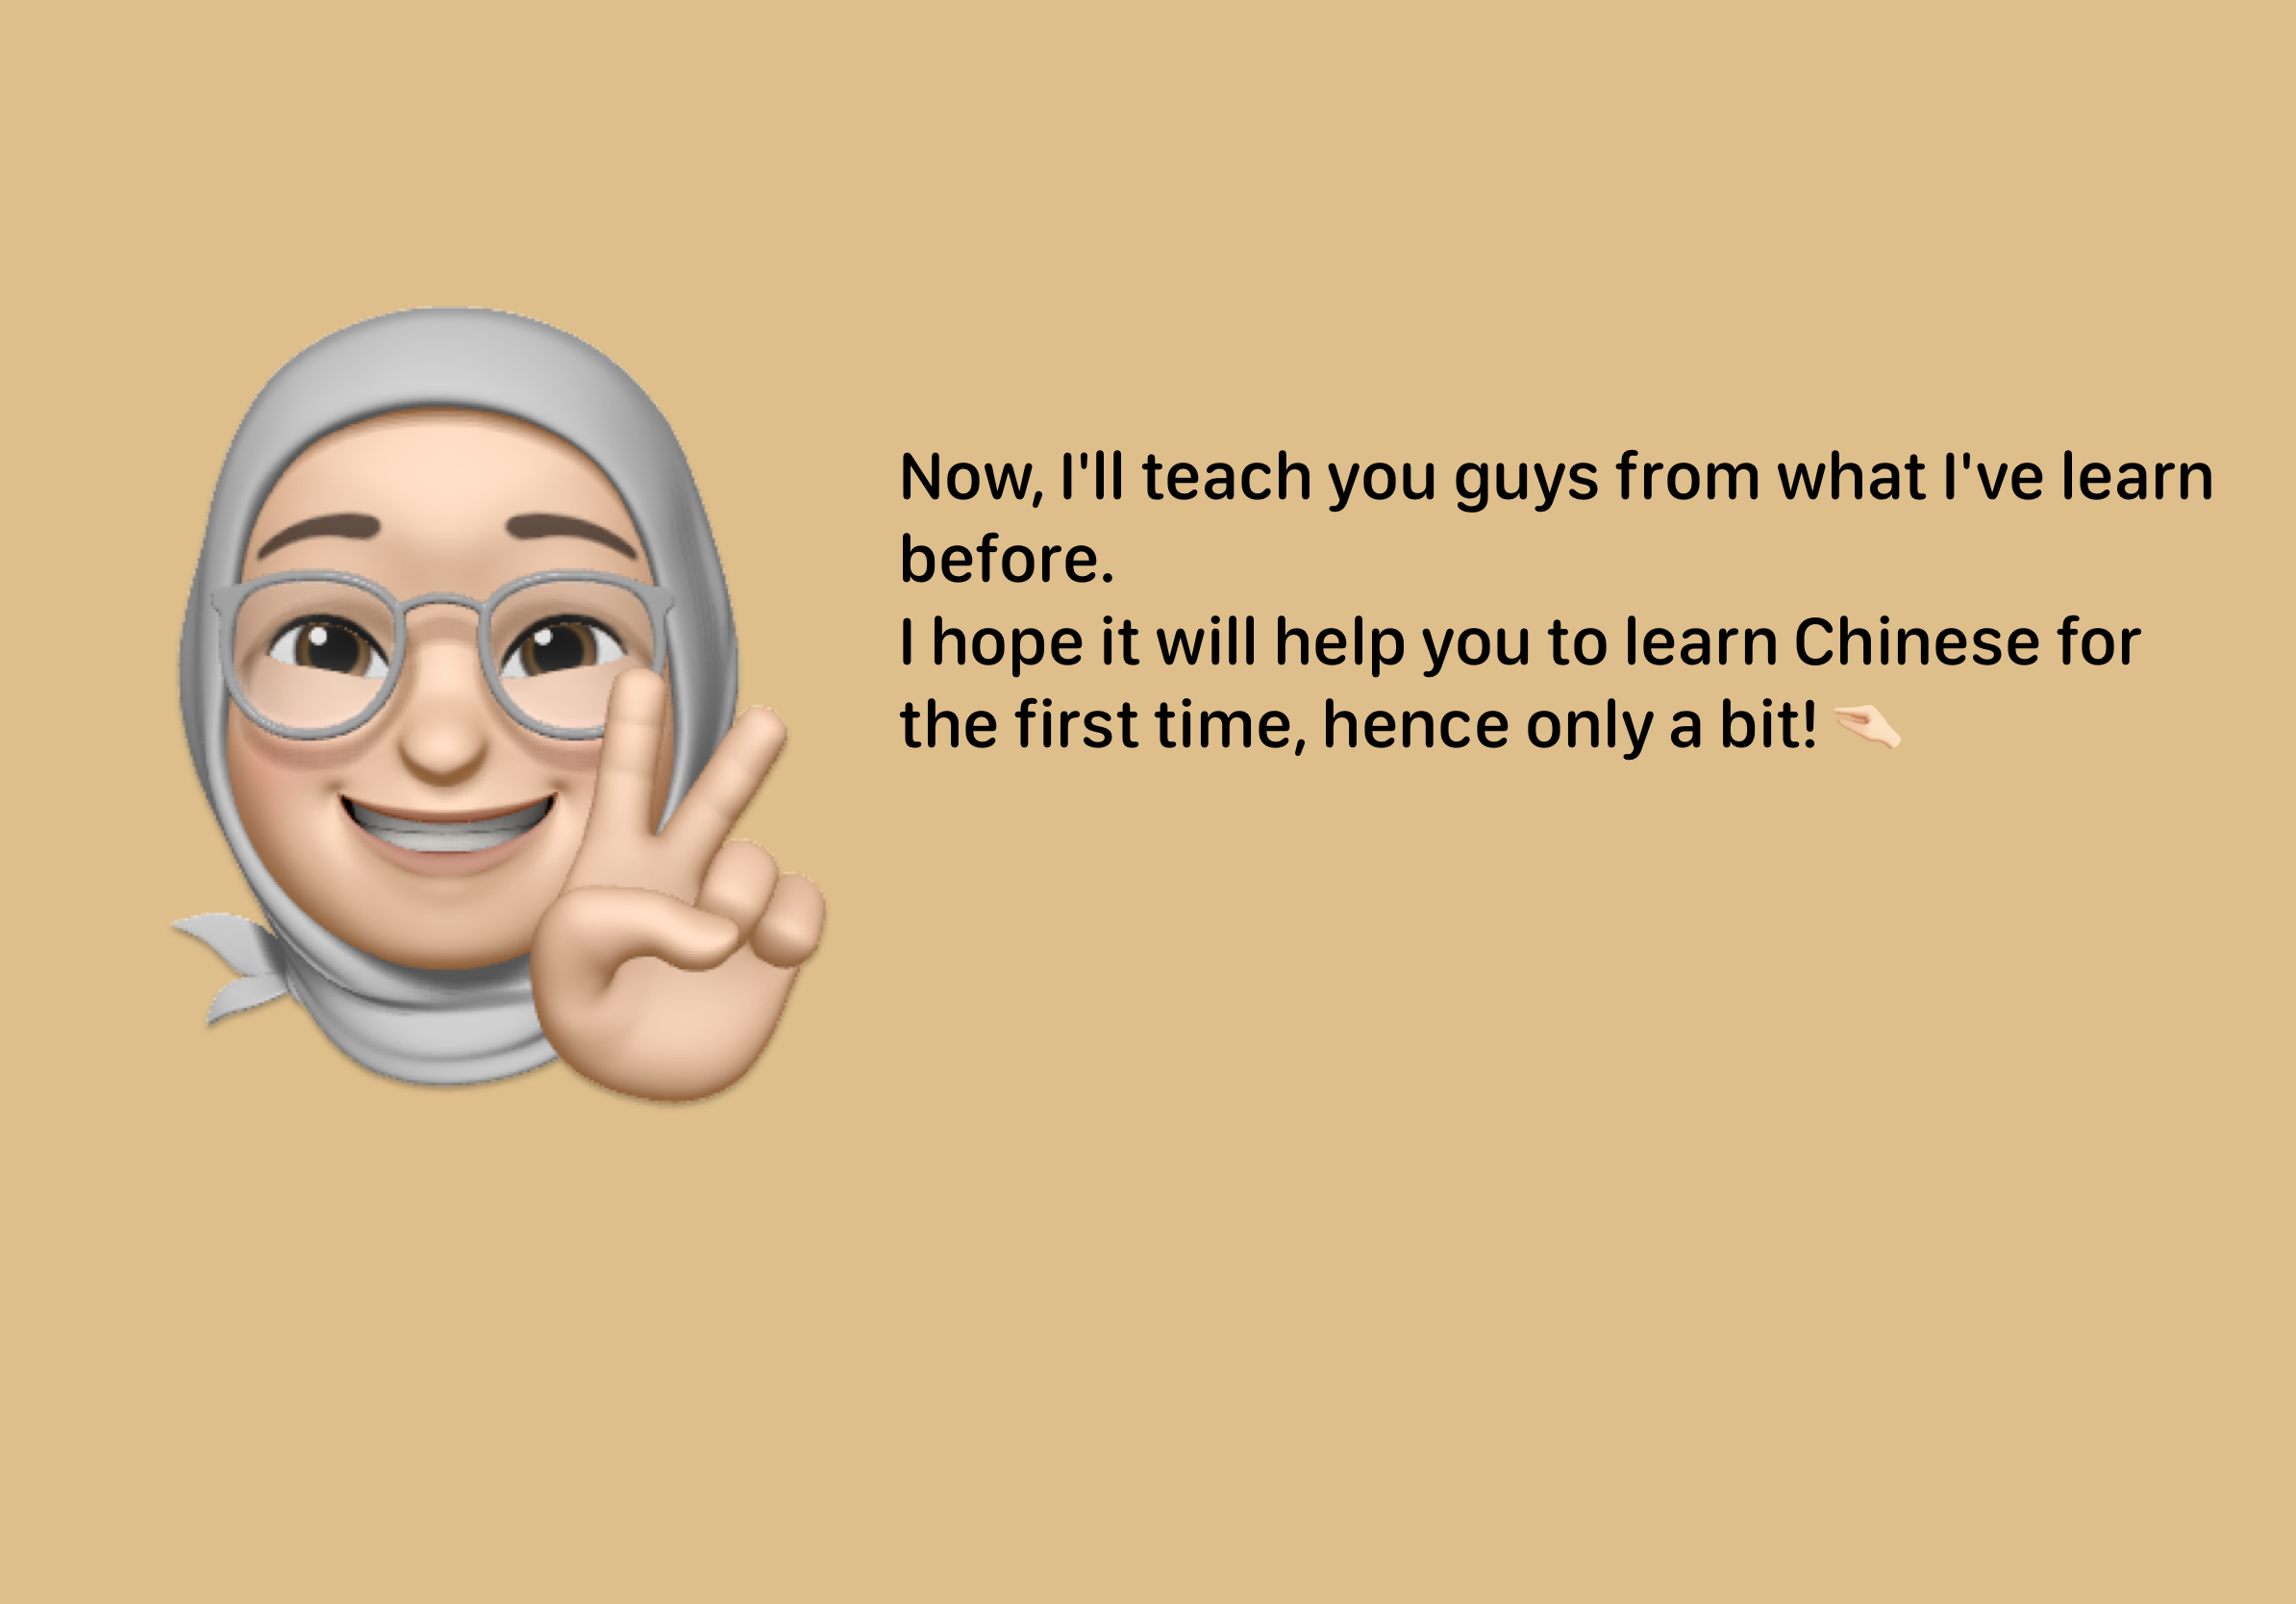 Now, I'll teach you guys from what I've learn
before.
I hope it will help you to learn Chinese for
the first time, hence only a bit! 🤏🏻